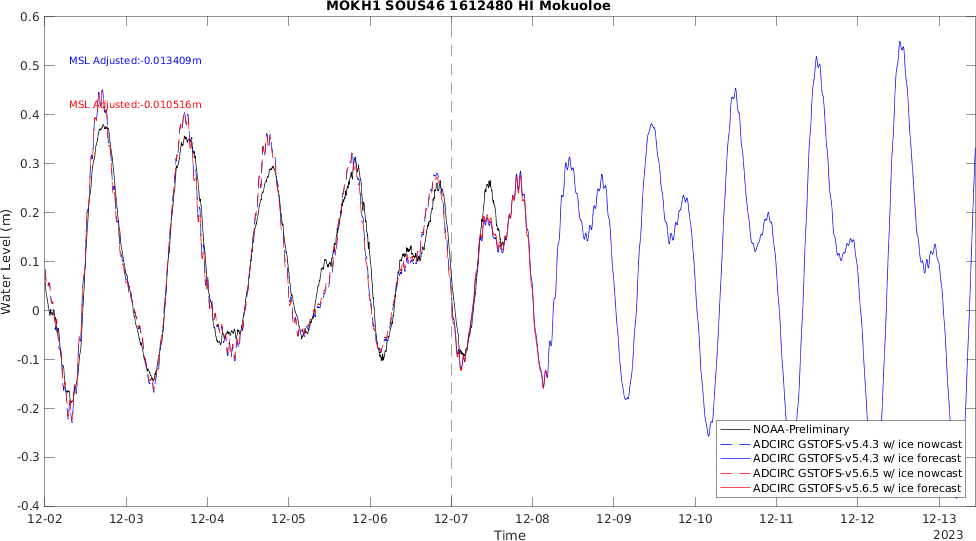 MOKH1 SOUS46 1612480 HI Mokuoloe
MSL Adjusted:-0.013409m
MSL Adjusted:-0.010516m
Water Level (m)
0.6
0.5
0.4
0.3
0.2
0.1
0
-0.1
-0.2
-0.3
-0.4
NOAA-Preliminary
ADCIRC GSTOFS-v5.4.3 w/ ice nowcast
ADCIRC GSTOFS-v5.4.3 w/ ice forecast
ADCIRC GSTOFS-v5.6.5 w/ ice nowcast
ADCIRC GSTOFS-v5.6.5 w/ ice forecast
12-02 12-03 12-04 12-05 12-06 12-07 12-08 12-09 12-10 12-11 12-12 12-13
2023
Time